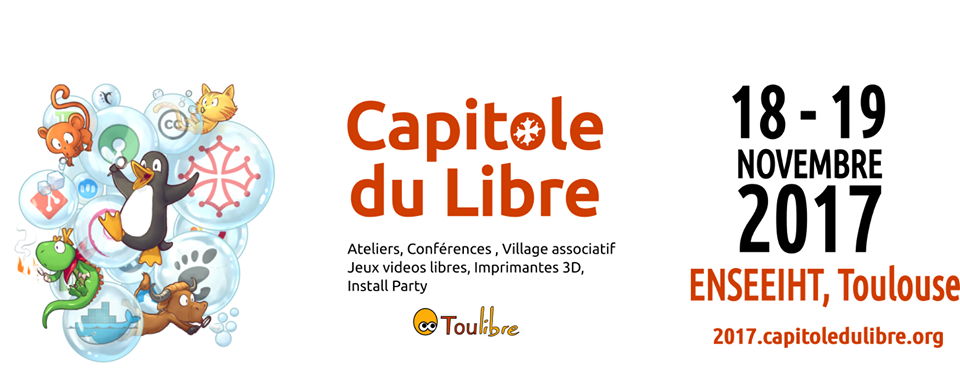 cc
Capitole
du Libre
Ateliers, Conférences , Village associatif
Jeux videos libres, Imprimantes 3D,
Install Party
Toulibre
18 - 19
NOVEMBRE
2017
ENSEEIHT, Toulouse
2017.capitoledulibre.org